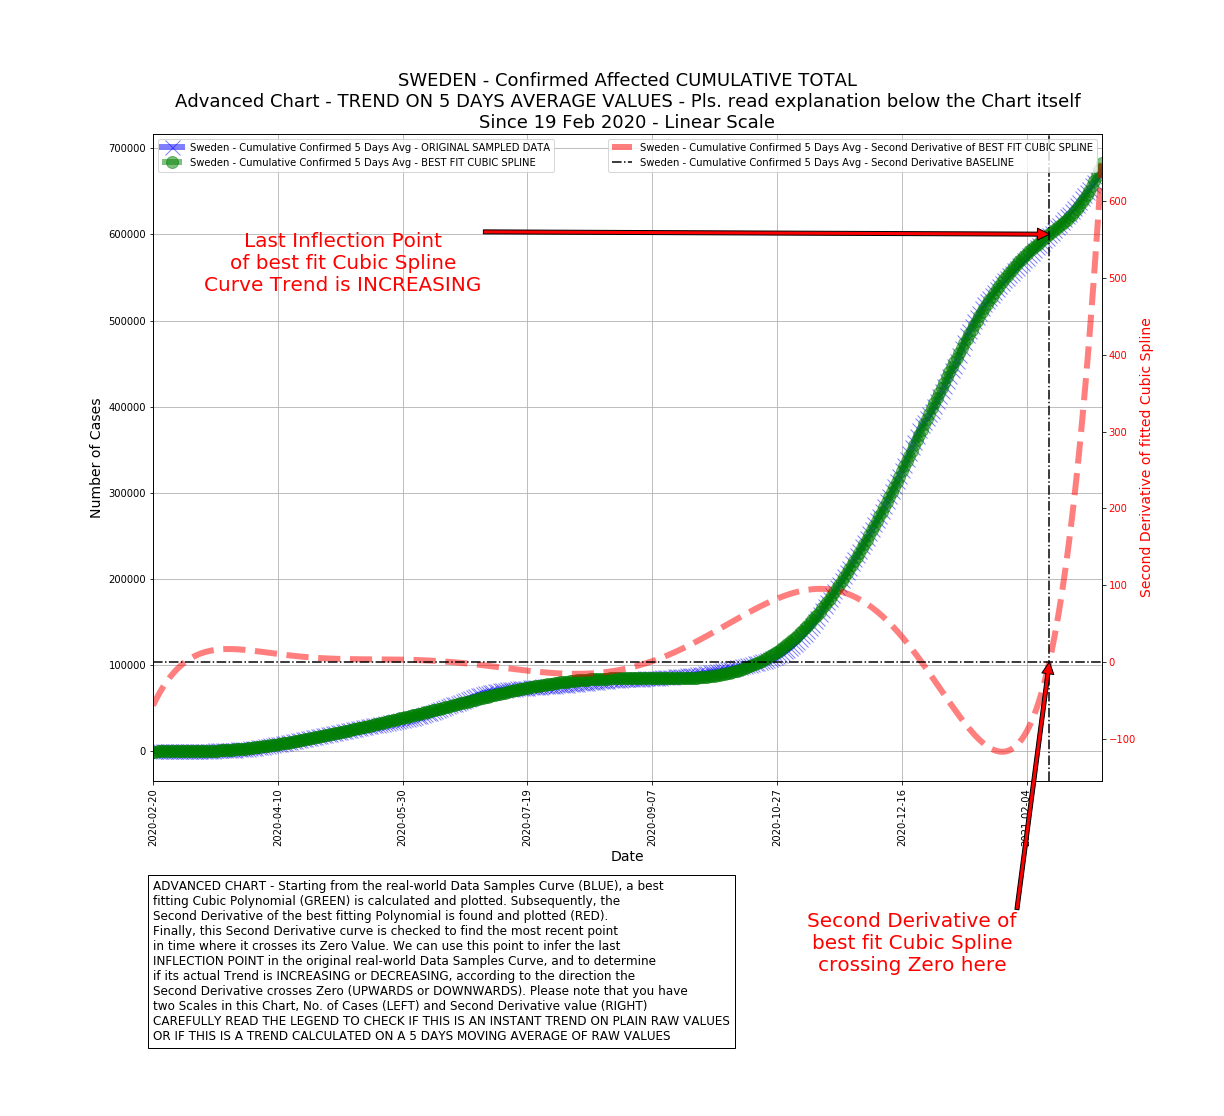 SWEDEN - Confirmed Affected CUMULATIVE TOTAL
Advanced Chart - TREND ON 5 DAYS AVERAGE VALUES - Pls. read explanation below the Chart itself
Since 19 Feb 2020 - Linear Scale
Sweden - Cumulative Confirmed 5 Days Avg - ORIGINAL SAMPLED DATA
Sweden - Cumulative Confirmed 5 Days Avg - BEST FIT CUBIC SPLINE
Sweden - Cumulative Confirmed 5 Days Avg - Second Derivative of BEST FIT CUBIC SPLINE
Sweden - Cumulative Confirmed 5 Days Avg - Second Derivative BASELINE
Last Inflection Point
of best fit Cubic Spline
Curve Trend is INCREASING
Number of Cases
700000
600000
500000
400000
300000
200000
100000
0
Second Derivative of fitted Cubic Spline
600
500
400
300
200
100
0
−100
2020-02-20
2020-04-10
2020-05-30
2020-07-19
2020-09-07
2020-10-27
2020-12-16
2021-02-04
Date
Second Derivative of
best fit Cubic Spline
crossing Zero here
ADVANCED CHART - Starting from the real-world Data Samples Curve (BLUE), a best
fitting Cubic Polynomial (GREEN) is calculated and plotted. Subsequently, the
Second Derivative of the best fitting Polynomial is found and plotted (RED).
Finally, this Second Derivative curve is checked to find the most recent point
in time where it crosses its Zero Value. We can use this point to infer the last
INFLECTION POINT in the original real-world Data Samples Curve, and to determine
if its actual Trend is INCREASING or DECREASING, according to the direction the
Second Derivative crosses Zero (UPWARDS or DOWNWARDS). Please note that you have
two Scales in this Chart, No. of Cases (LEFT) and Second Derivative value (RIGHT)
CAREFULLY READ THE LEGEND TO CHECK IF THIS IS AN INSTANT TREND ON PLAIN RAW VALUES
OR IF THIS IS A TREND CALCULATED ON A 5 DAYS MOVING AVERAGE OF RAW VALUES